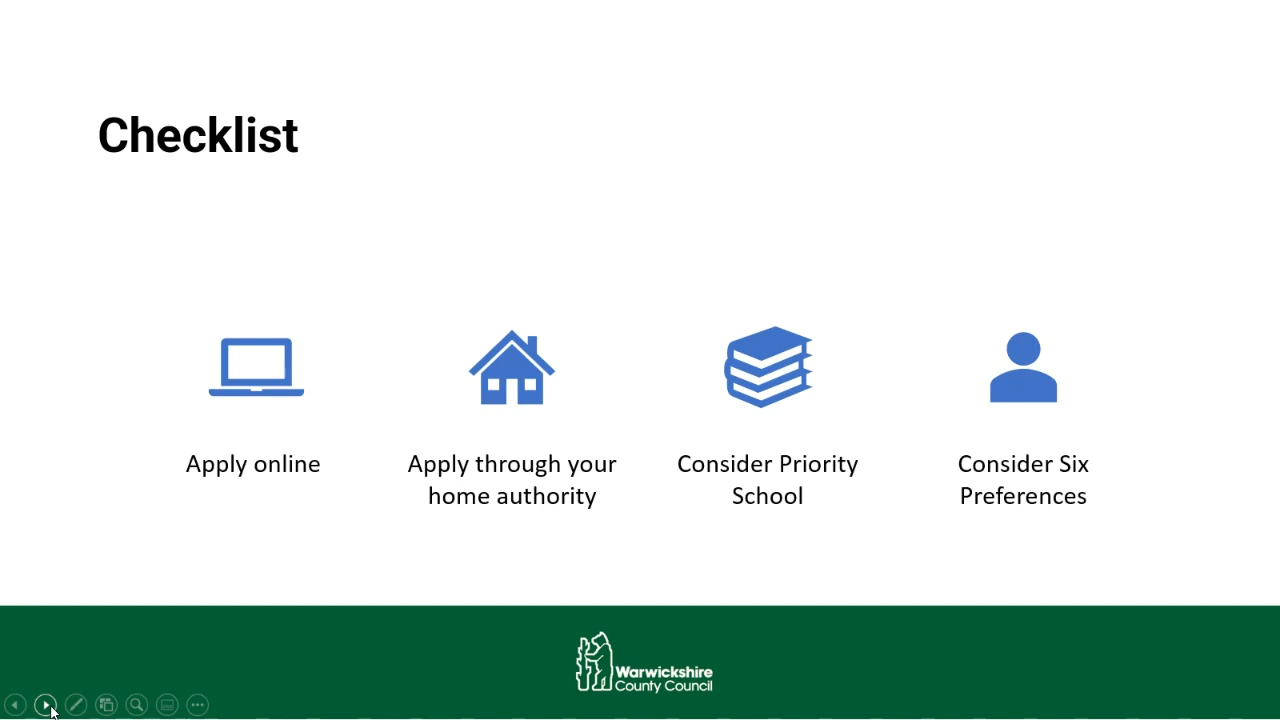 Checklist
Apply online
Apply through your
home authority
Consider Priority
School
Consider Six
Preferences
Warwickshire
County Council